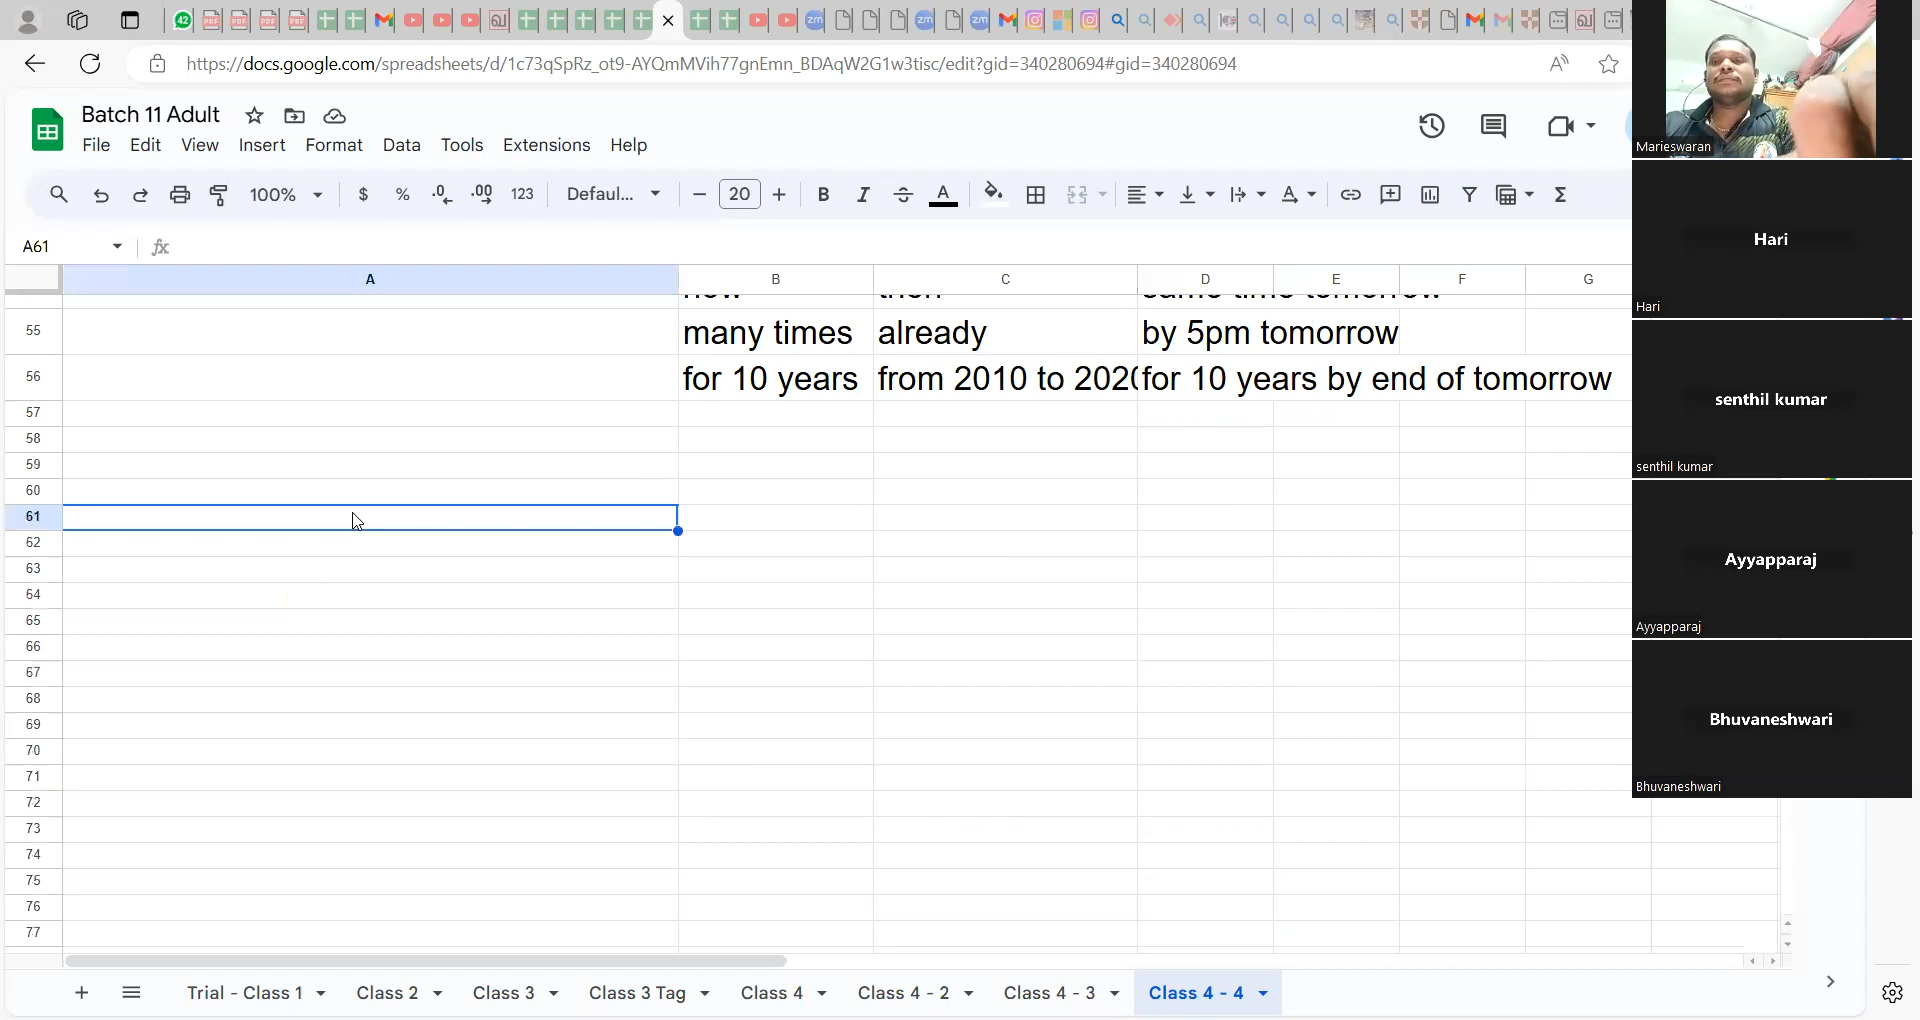 https://docs.google.com/spreadsheets/d/1c73qSpRz_ot9-AYQmMVih77gnEmn_BDAqW2G1w3tisc/edit?gid=340280694#gid=340280694
Batch 11 Adult
File Edit View Insert Format Data Tools Extensions Help
100% $ % .0 .00 123 Defaul... 20 B I A
A61 fx
A B C D E F G
55 many times already by 5pm tomorrow
56 for 10 years from 2010 to 202 for 10 years by end of tomorrow
57
58
59
60
61
62
63
64
65
66
67
68
69
70
71
72
73
74
75
76
77
Trial - Class 1 Class 2 Class 3 Class 3 Tag Class 4 Class 4 - 2 Class 4 - 3 Class 4 - 4
Marieswaran
Hari
Hari
senthil kumar
senthil kumar
Ayyapparaj
Ayyapparaj
Bhuvaneshwari
Bhuvaneshwari